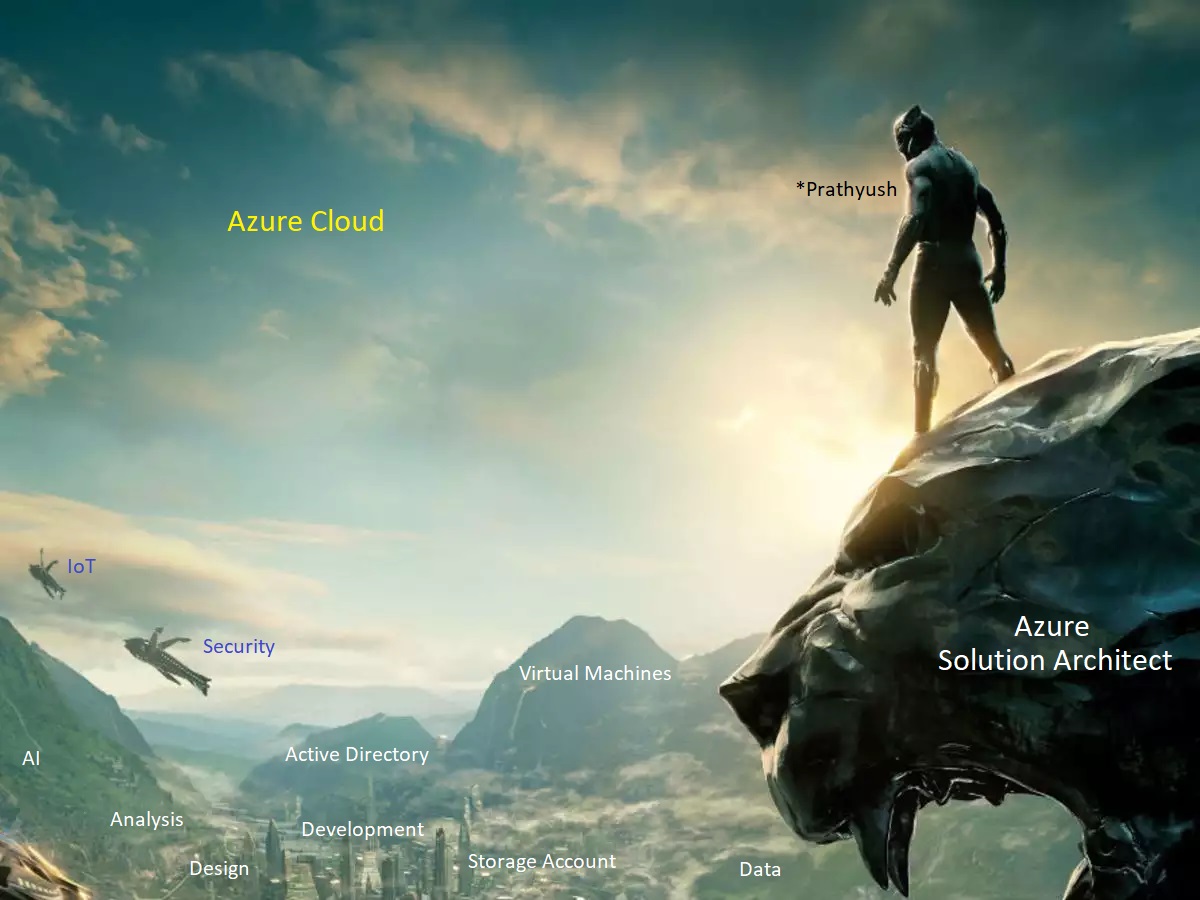 *Prathyush
Azure Cloud
IoT
Azure
Solution Architect
Security
Virtual Machines
Active Directory
AI
Analysis
Development
Storage Account
Design
Data